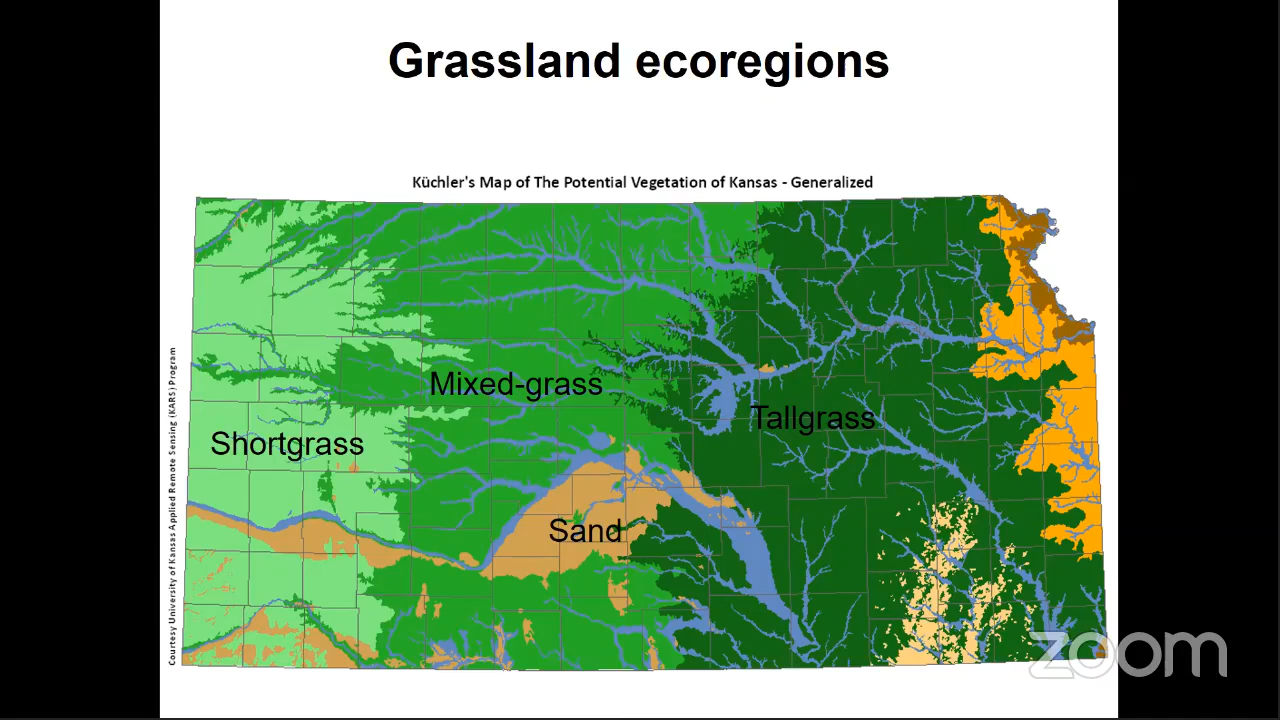 Grassland ecoregions
Küchler's Map of The Potential Vegetation of Kansas - Generalized
Mixed-grass
Tallgrass
Shortgrass
Sand
Courtesy University of Kansas Applied Remote Sensing (KARS) Program
zoom